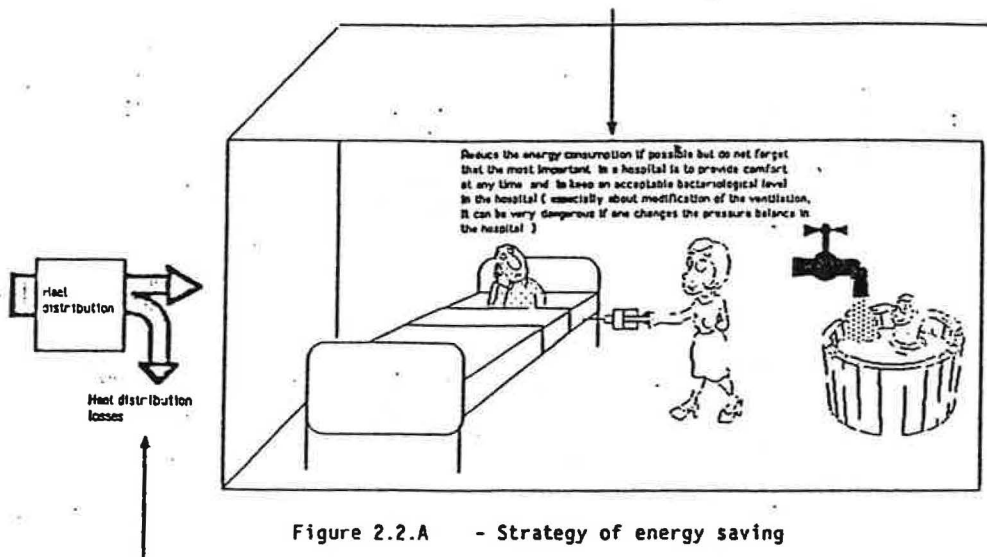 Reduce the energy consumption if possible but do not forget
that the most important in a hospital is to provide comfort
at any time and to keep an acceptable bacteriological level
in the hospital ( especially about modification of the ventilation,
it can be very dangerous if one changes the pressure balance in
the hospital )
Heat
distribution
Heat distribution
losses
Figure 2.2.A - Strategy of energy saving